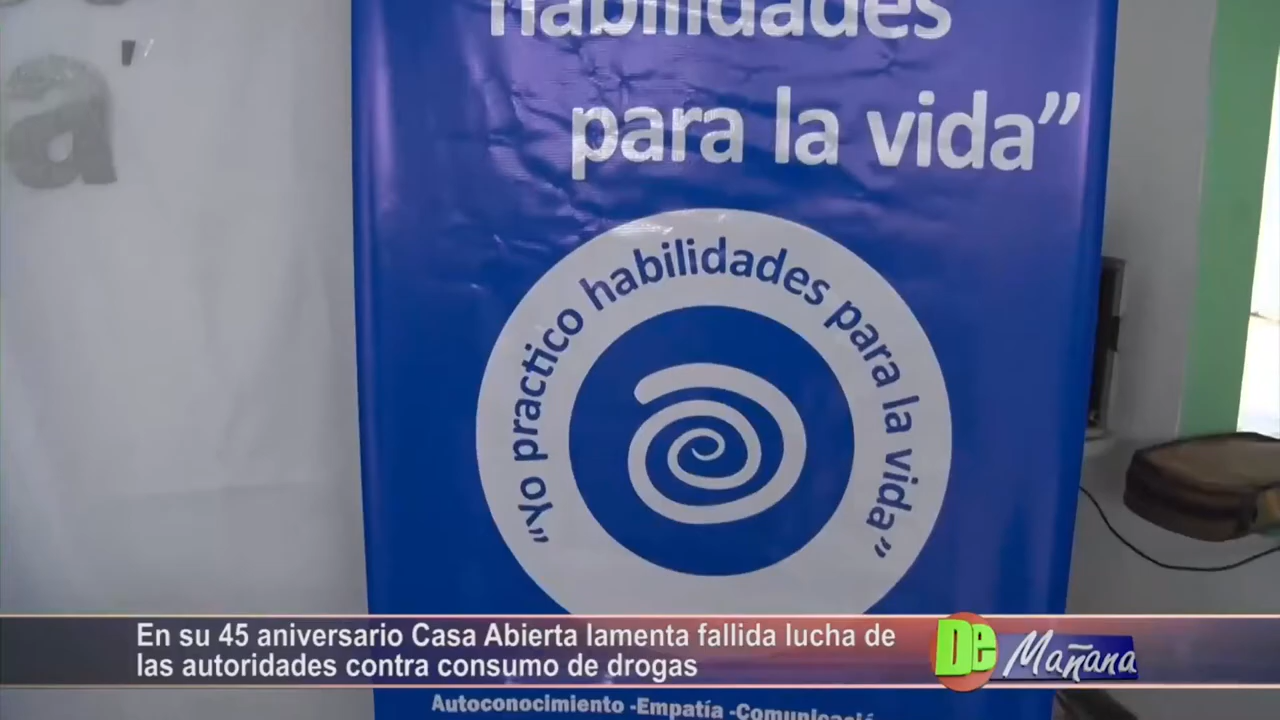 habilidades
para la vida”
“Yo practico habilidades para la vida”
En su 45 aniversario Casa Abierta lamenta fallida lucha de
las autoridades contra consumo de drogas
De Mañana
Autoconocimiento -Empatía -Comunicació